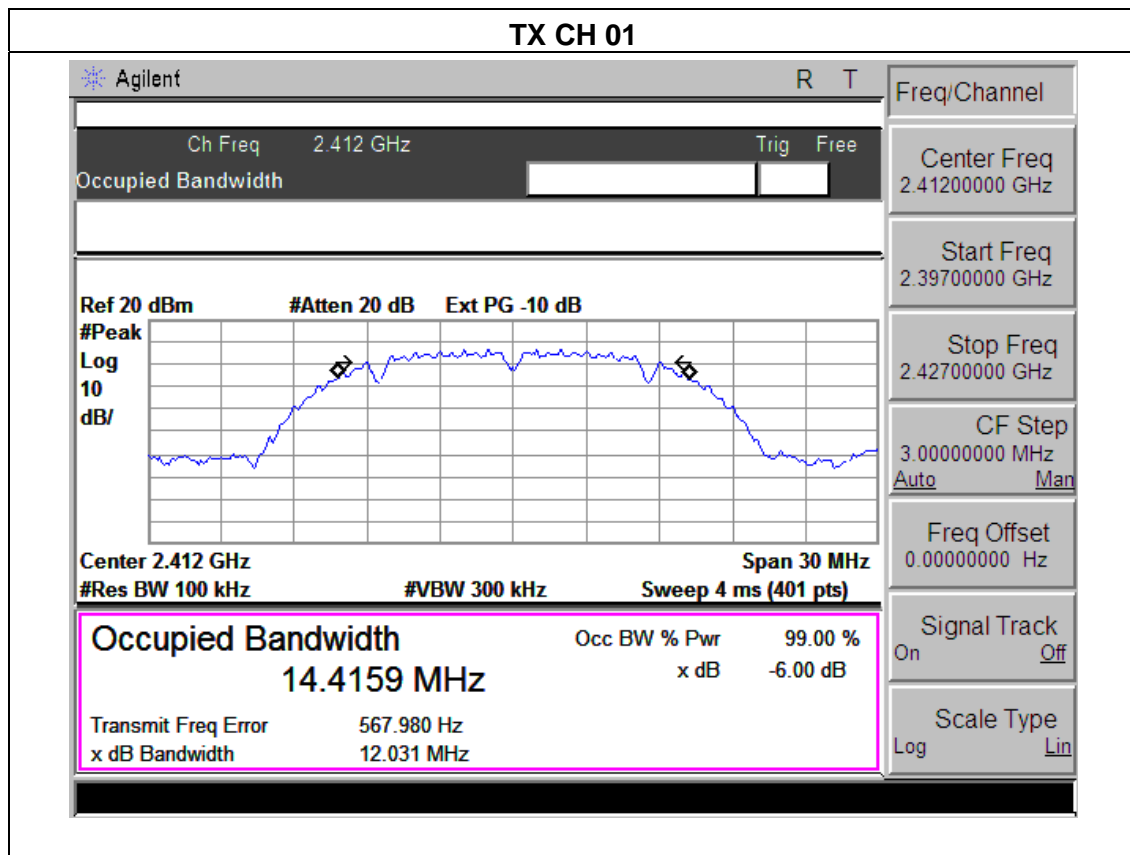 TX CH 01
Agilent R T
Ch Freq 2.412 GHz Trig Free
Occupied Bandwidth
Ref 20 dBm #Atten 20 dB Ext PG -10 dB
#Peak
Log
10
dB/
Center 2.412 GHz Span 30 MHz
#Res BW 100 kHz #VBW 300 kHz Sweep 4 ms (401 pts)
Occupied Bandwidth Occ BW % Pwr 99.00 %
14.4159 MHz x dB -6.00 dB
Transmit Freq Error 567.980 Hz
x dB Bandwidth 12.031 MHz
Freq/Channel
Center Freq
2.41200000 GHz
Start Freq
2.39700000 GHz
Stop Freq
2.42700000 GHz
CF Step
3.00000000 MHz
Auto Man
Freq Offset
0.00000000 Hz
Signal Track
On Off
Scale Type
Log Lin